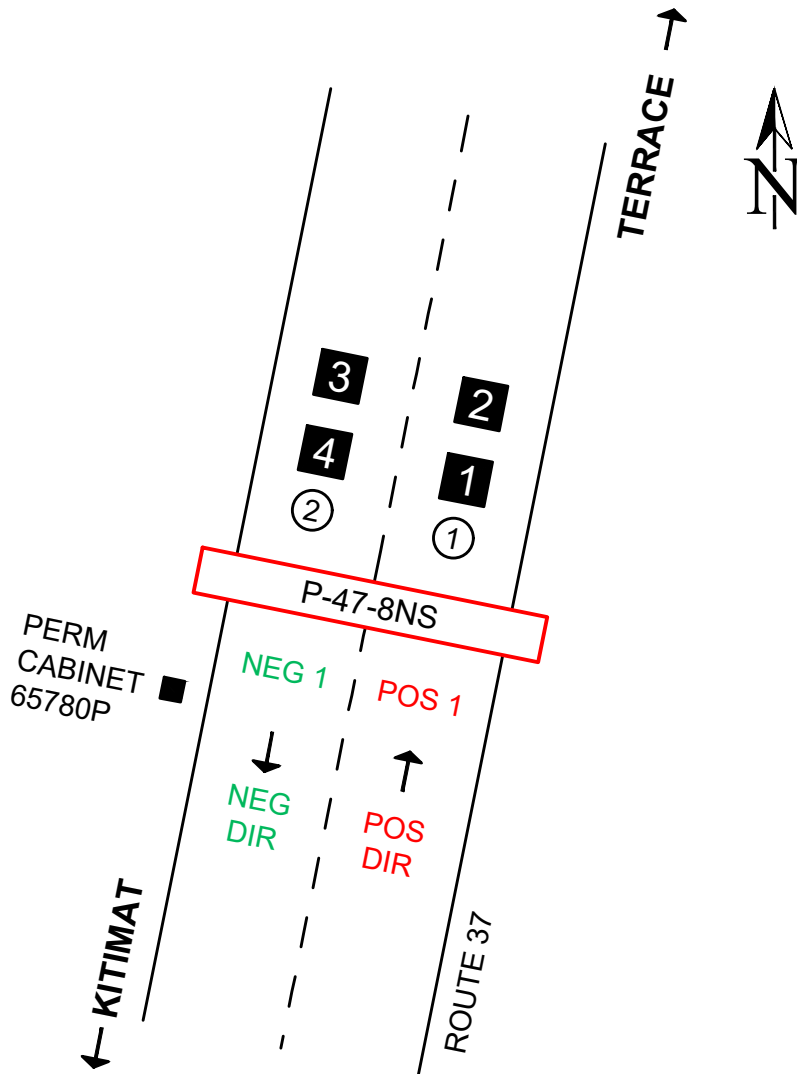 TERRACE
N
3
2
4
1
2
1
P-47-8NS
PERM
CABINET
65780P
NEG 1
POS 1
NEG
DIR
POS
DIR
KITIMAT
ROUTE 37